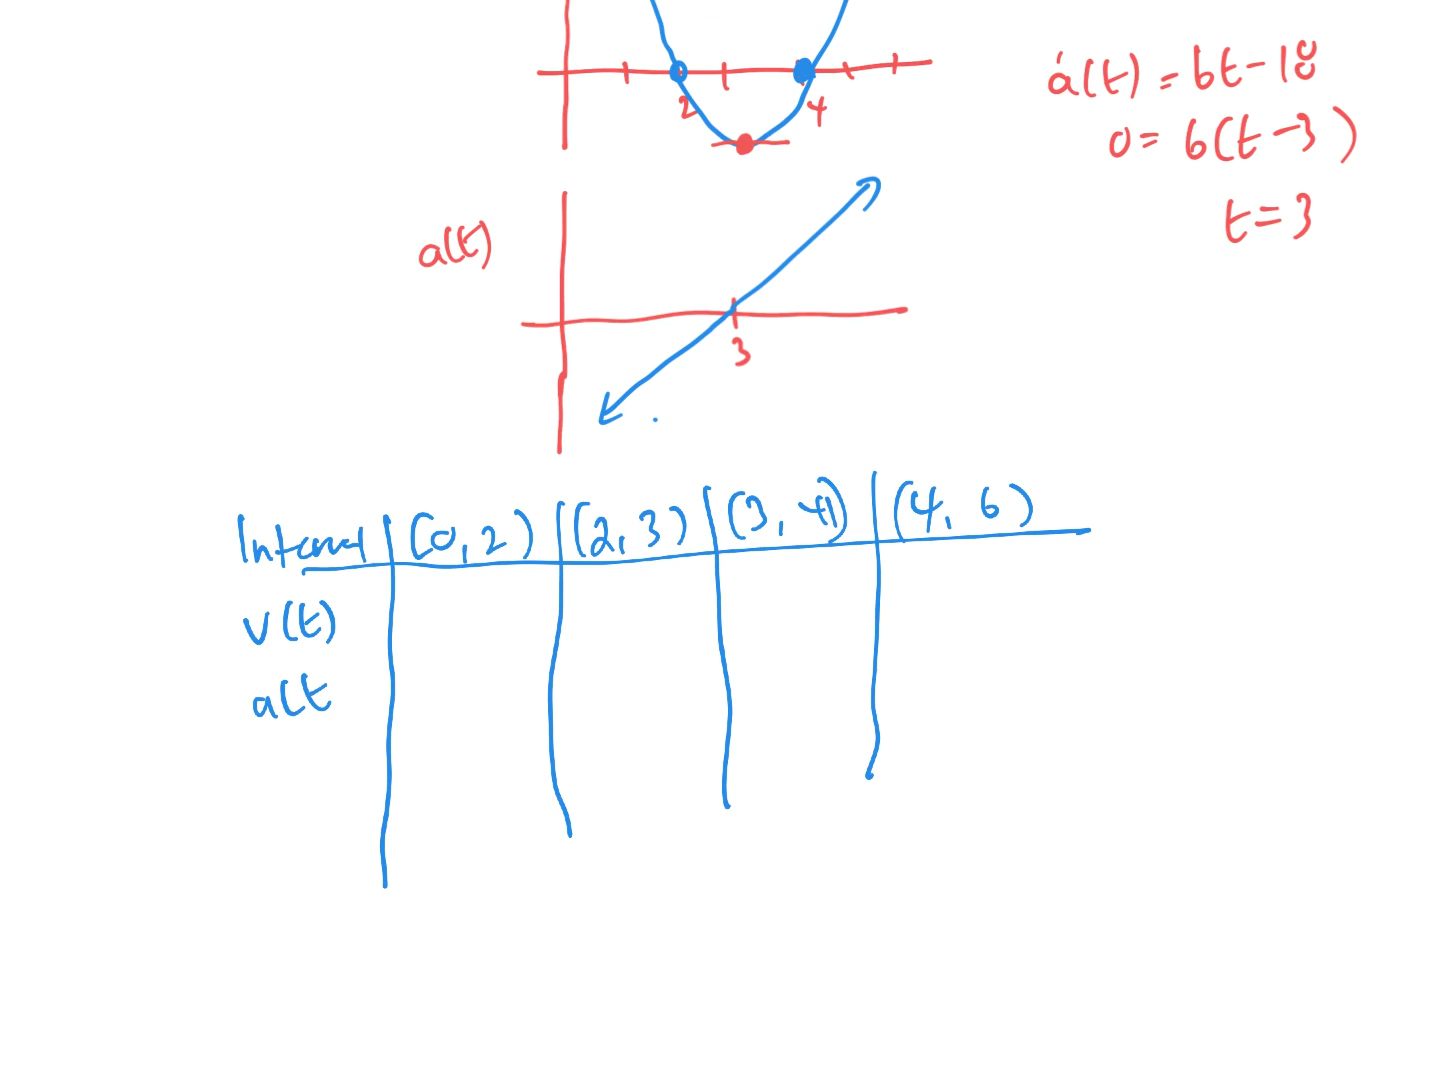 2 4
a(t) = 6t - 18
0 = 6(t - 3)
t = 3
a(t)
3
Interval (0, 2) (2, 3) (3, 4) (4, 6)
v(t)
a(t